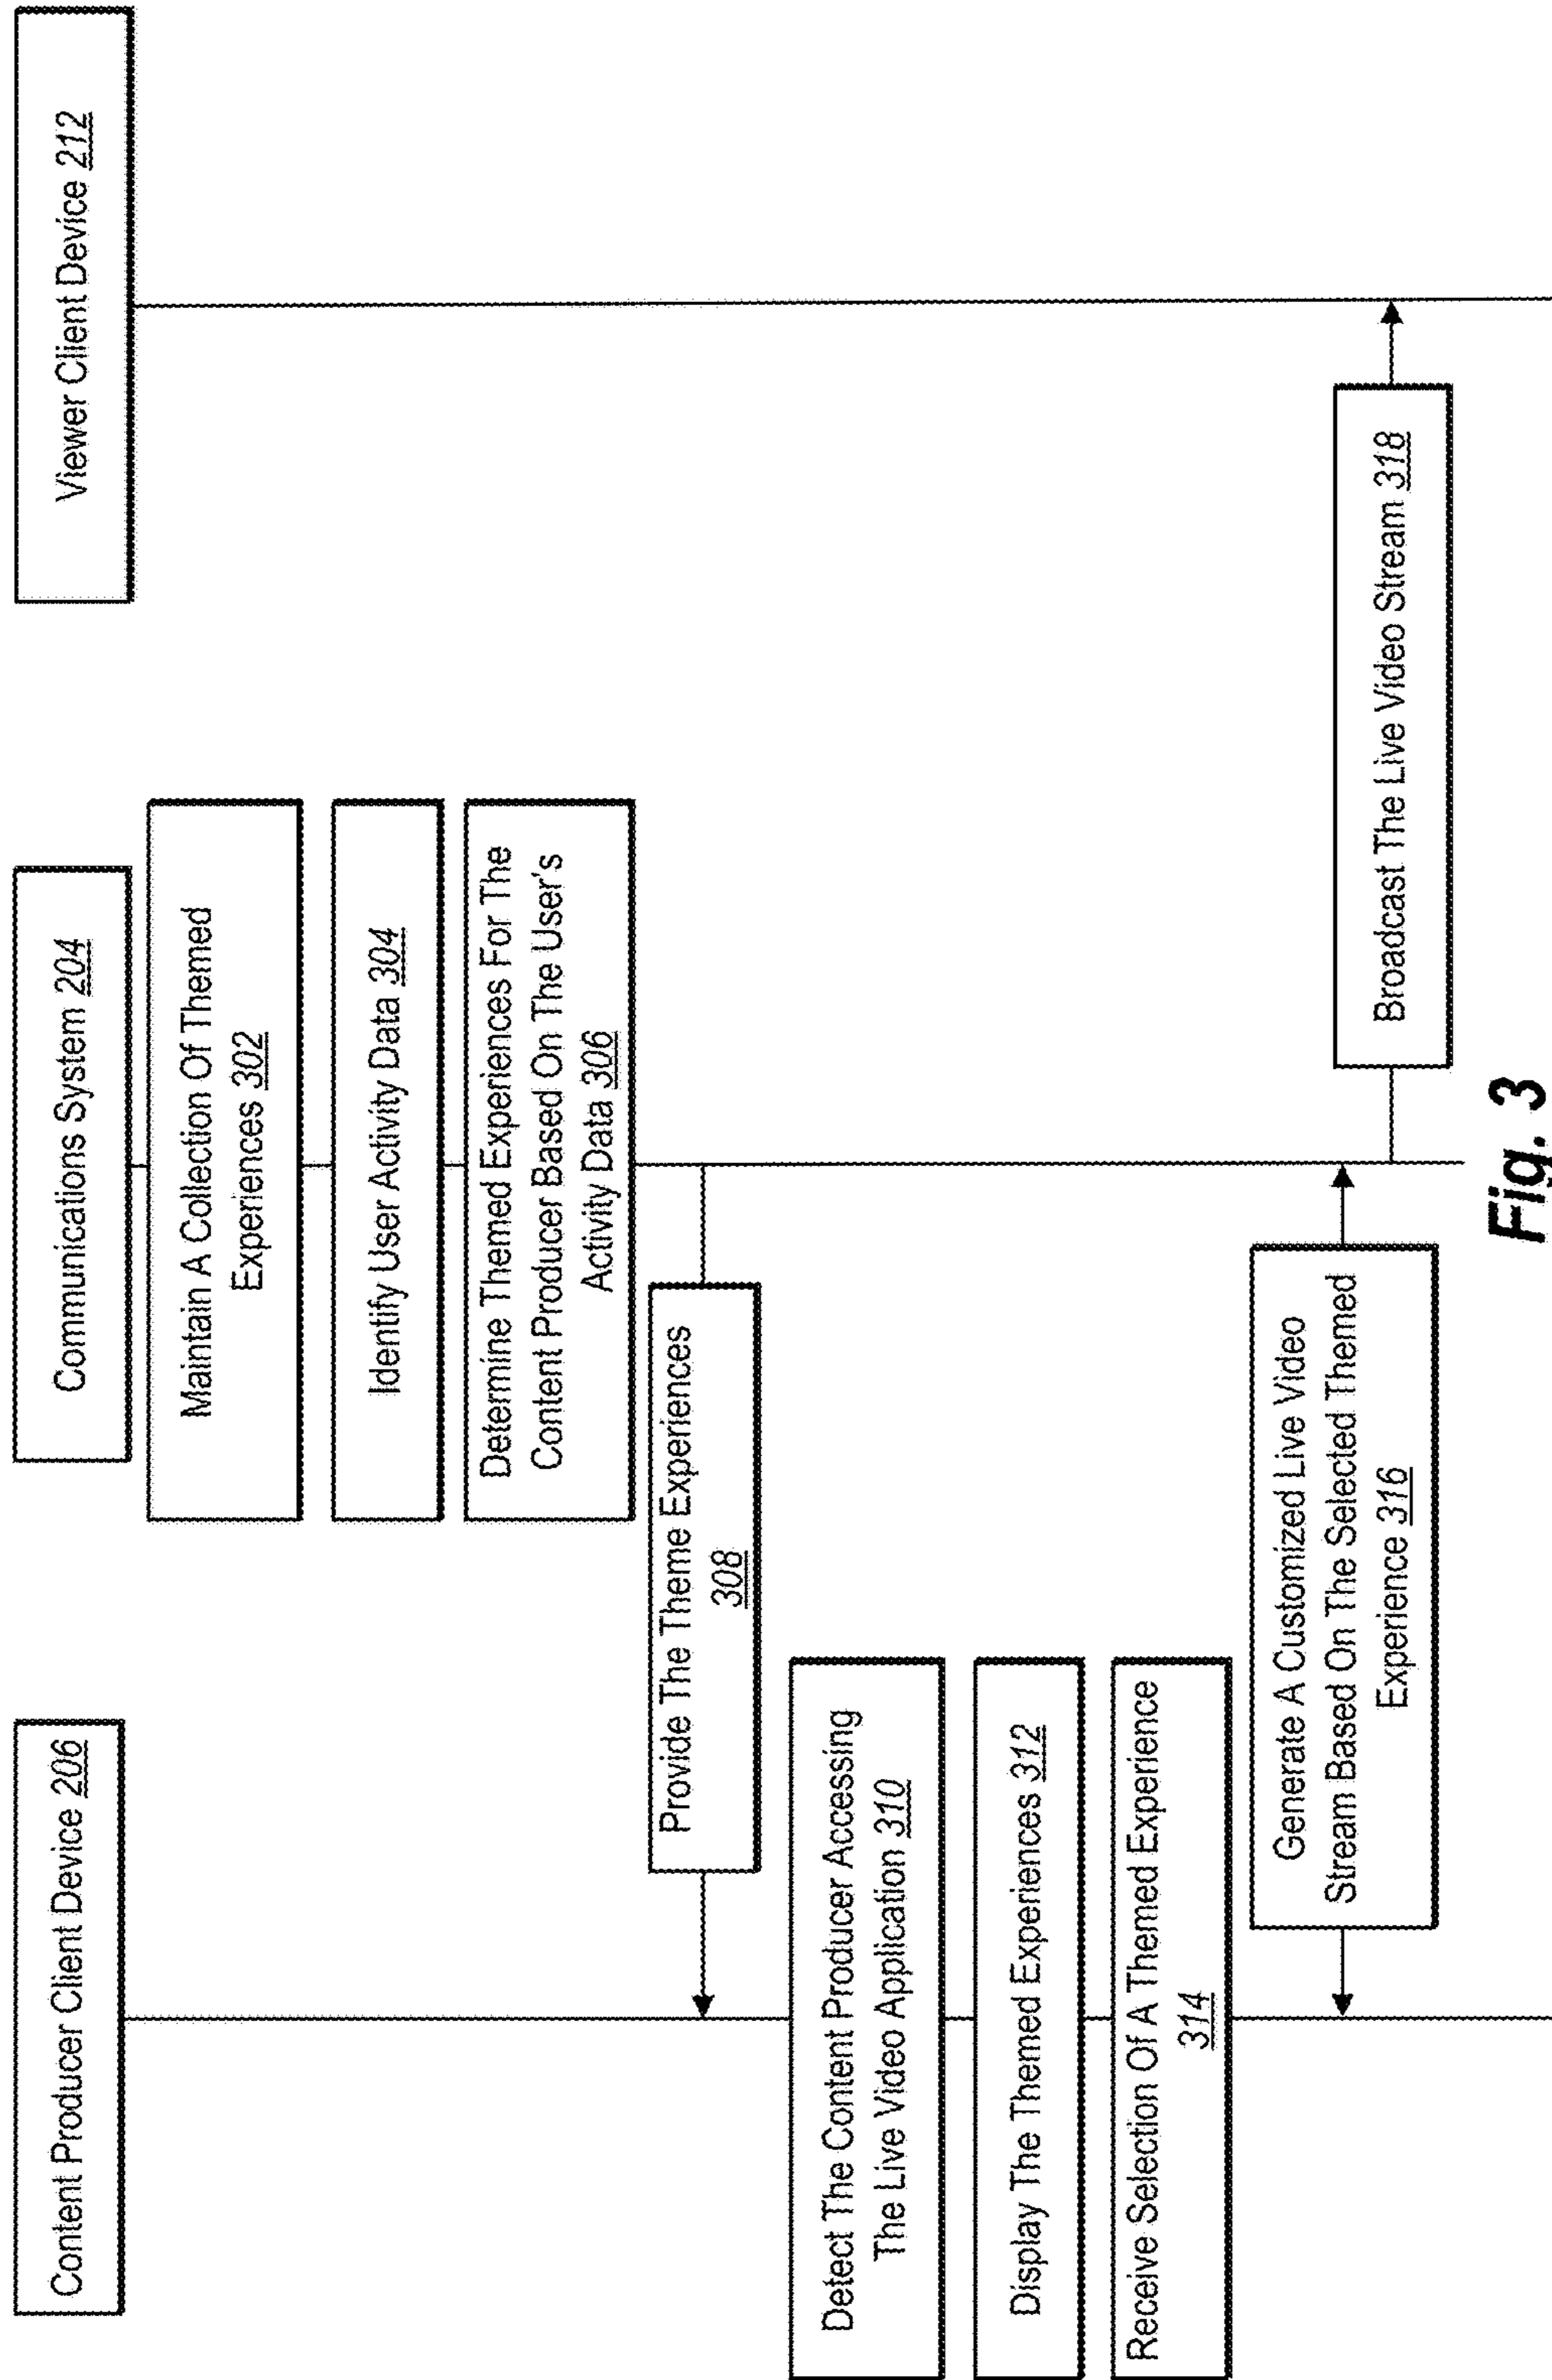 Content Producer Client Device 206
Communications System 204
Viewer Client Device 212
Maintain A Collection Of Themed
Experiences 302
Identify User Activity Data 304
Determine Themed Experiences For The
Content Producer Based On The User's
Activity Data 306
Provide The Theme Experiences
308
Detect The Content Producer Accessing
The Live Video Application 310
Display The Themed Experiences 312
Receive Selection Of A Themed Experience
314
Generate A Customized Live Video
Stream Based On The Selected Themed
Experience 316
Broadcast The Live Video Stream 318
Fig. 3